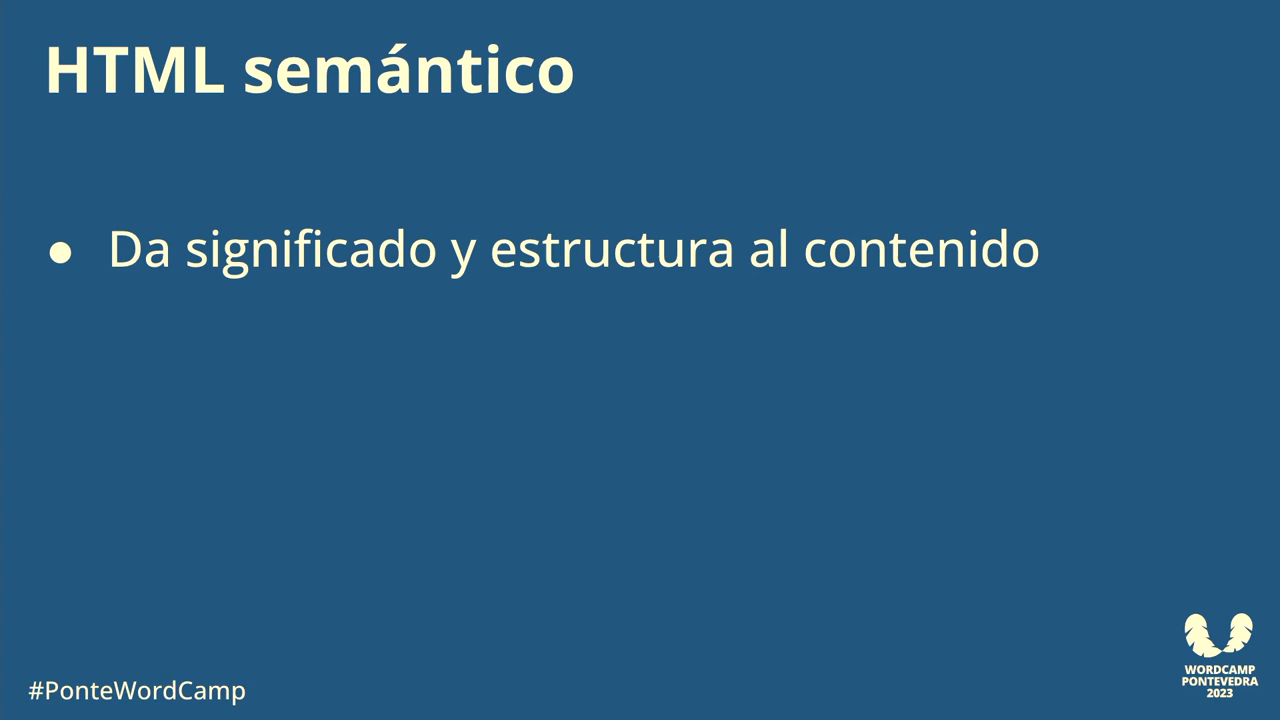 HTML semántico
● Da significado y estructura al contenido
#PonteWordCamp
WORDCAMP
PONTEVEDRA
2023